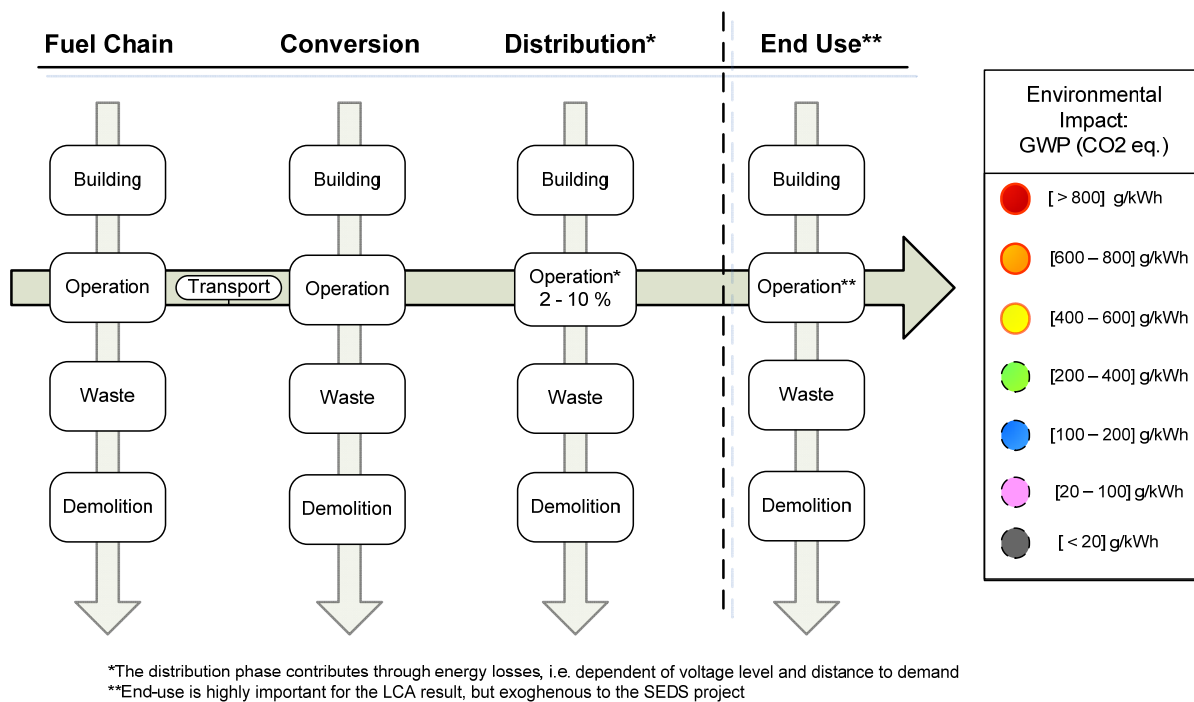 Fuel Chain
Conversion
Distribution*
End Use**
Building
Building
Building
Building
Operation
Transport
Operation
Operation*
2 - 10 %
Operation**
Waste
Waste
Waste
Waste
Demolition
Demolition
Demolition
Demolition
Environmental
Impact:
GWP (CO2 eq.)
[ > 800] g/kWh
[600 – 800] g/kWh
[400 – 600] g/kWh
[200 – 400] g/kWh
[100 – 200] g/kWh
[20 – 100] g/kWh
[ < 20] g/kWh
*The distribution phase contributes through energy losses, i.e. dependent of voltage level and distance to demand
**End-use is highly important for the LCA result, but exoghenous to the SEDS project